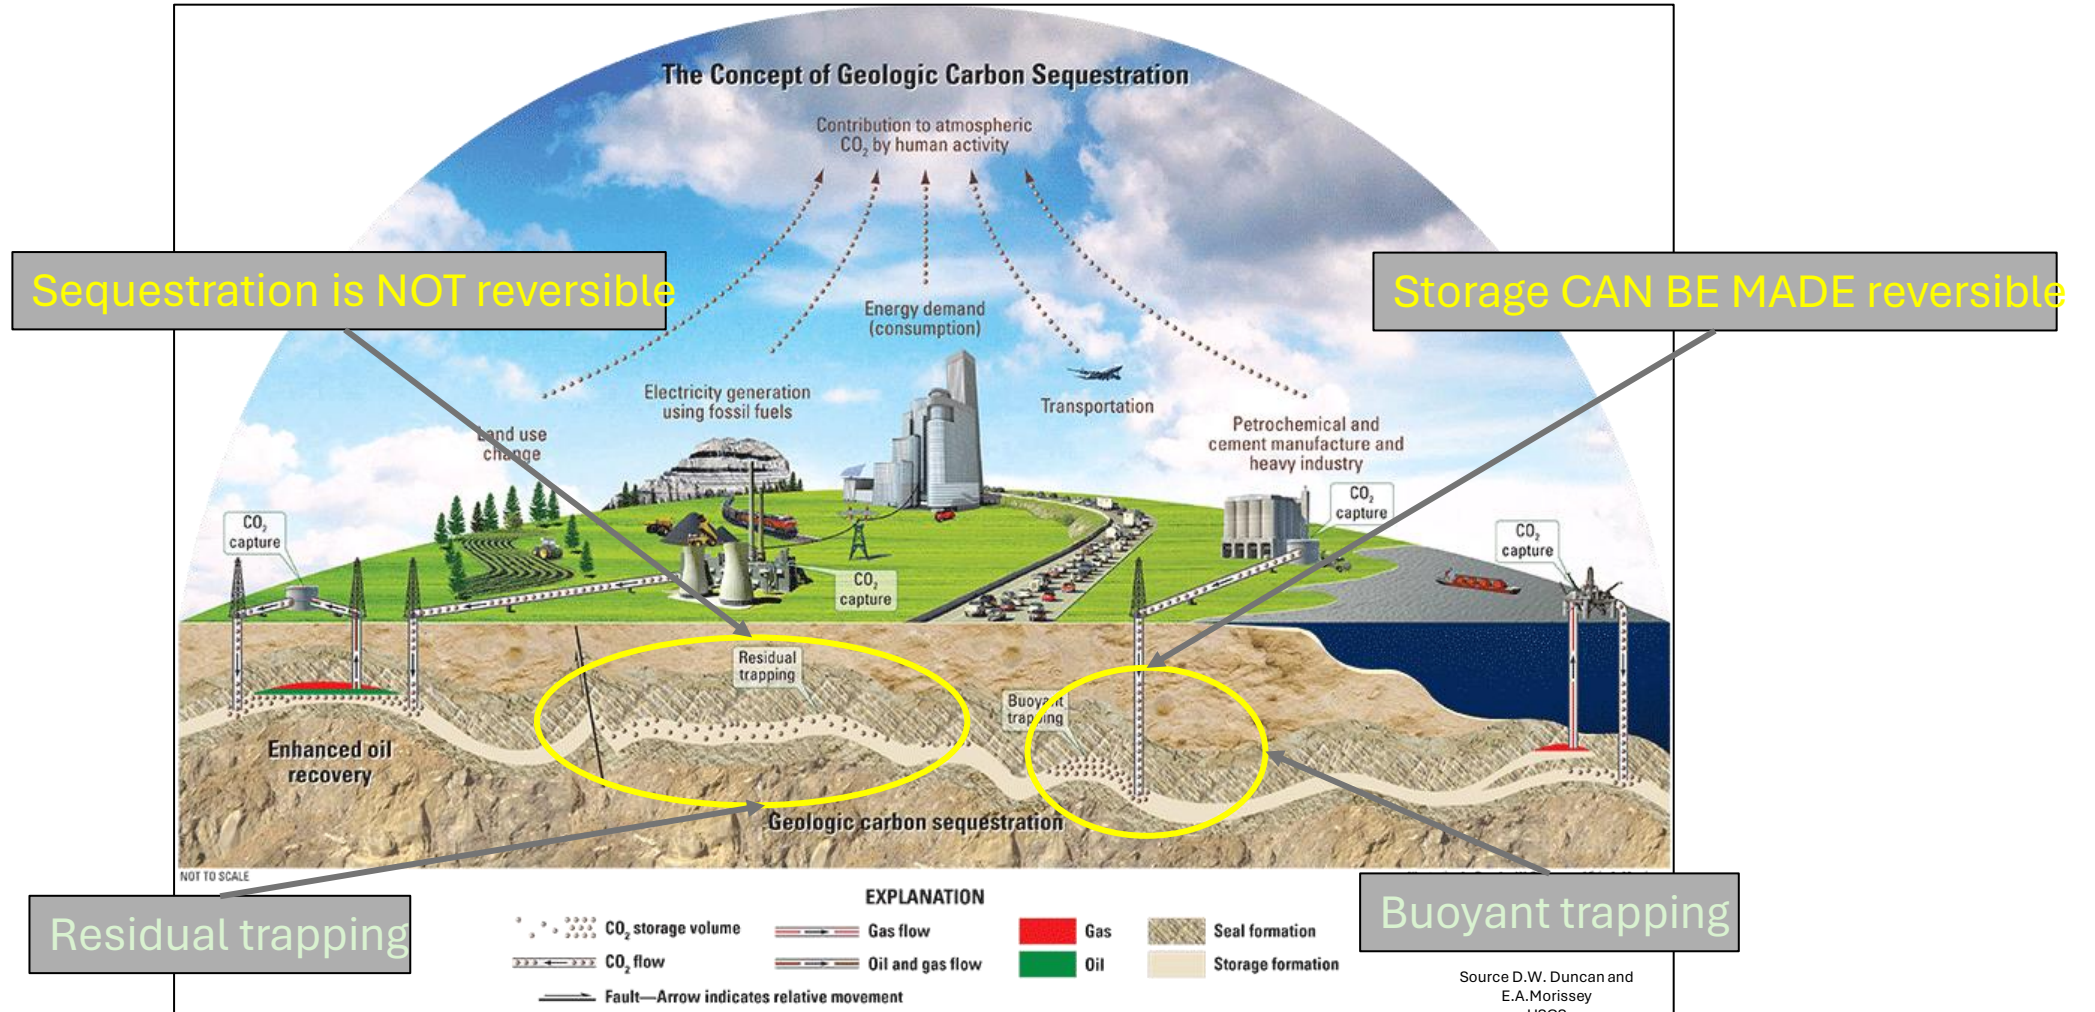 The Concept of Geologic Carbon Sequestration
Contribution to atmospheric
CO₂ by human activity
Sequestration is NOT reversible
Storage CAN BE MADE reversible
Energy demand
(consumption)
Electricity generation
using fossil fuels
Transportation
Land use
change
Petrochemical and
cement manufacture and
heavy industry
CO₂
capture
CO₂
capture
CO₂
capture
CO₂
capture
Residual
trapping
Buoyant
trapping
Enhanced oil
recovery
Geologic carbon sequestration
NOT TO SCALE
Residual trapping
Buoyant trapping
EXPLANATION
CO₂ storage volume
CO₂ flow
Fault—Arrow indicates relative movement
Gas flow
Oil and gas flow
Gas
Oil
Seal formation
Storage formation
Source D.W. Duncan and
E.A.Morissey